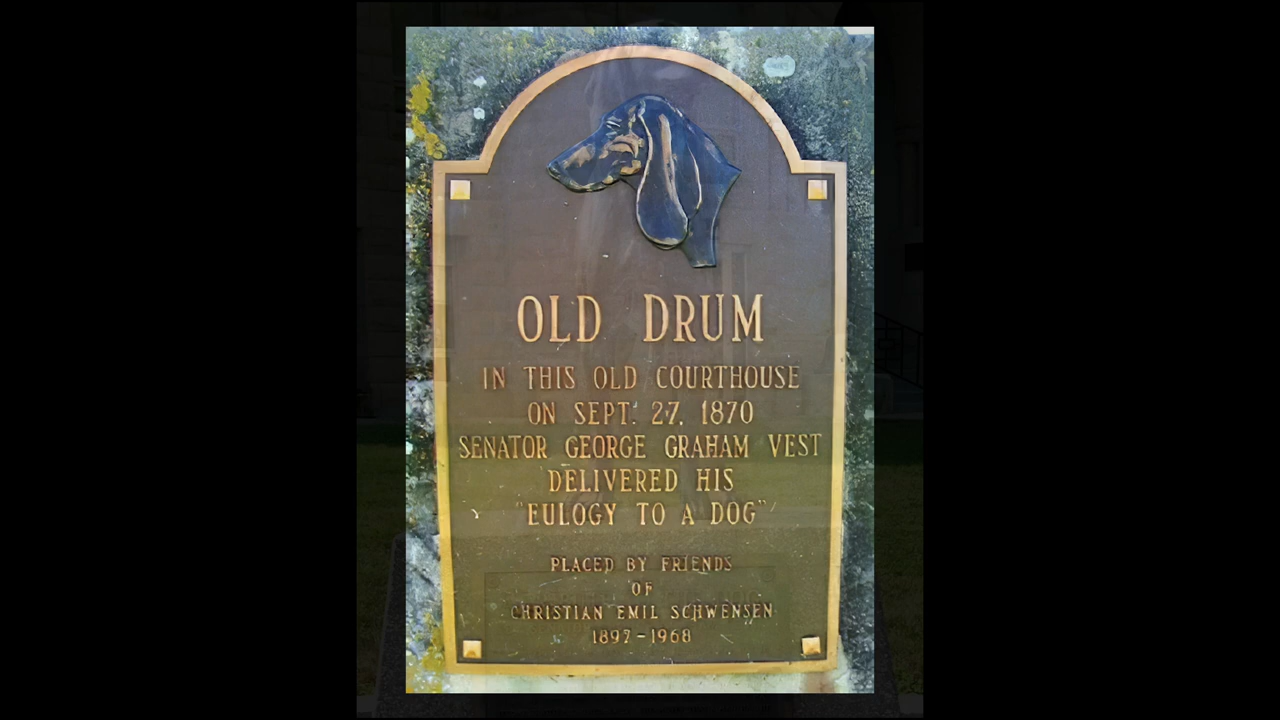 OLD DRUM
IN THIS OLD COURTHOUSE
ON SEPT. 27, 1870
SENATOR GEORGE GRAHAM VEST
DELIVERED HIS
"EULOGY TO A DOG"
PLACED BY FRIENDS
OF
CHRISTIAN EMIL SCHWENSEN
1897-1968